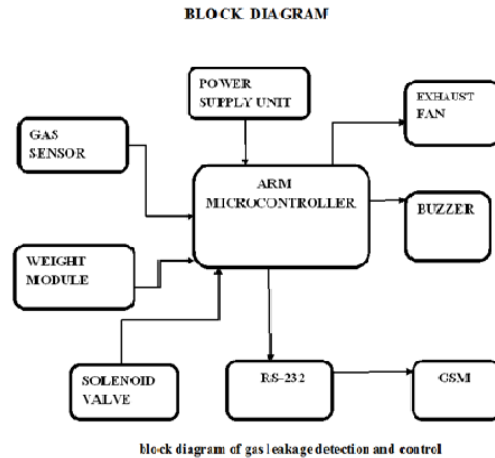 BLOCK DIAGRAM
POWER
SUPPLY UNIT
EXHAUST
FAN
GAS
SENSOR
ARM
MICROCONTROLLER
BUZZER
WEIGHT
MODULE
SOLENOID
VALVE
RS-232
GSM
block diagram of gas leakage detection and control